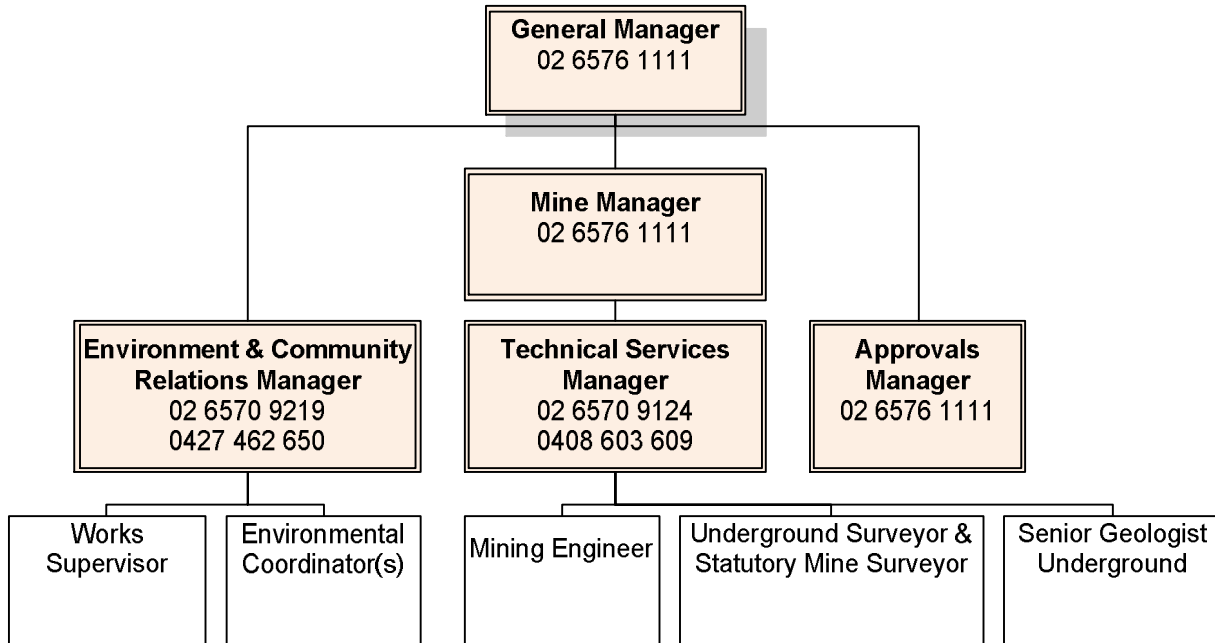 General Manager
02 6576 1111
Mine Manager
02 6576 1111
Environment & Community
Relations Manager
02 6570 9219
0427 462 650
Technical Services
Manager
02 6570 9124
0408 603 609
Approvals
Manager
02 6576 1111
Works
Supervisor
Environmental
Coordinator(s)
Mining Engineer
Underground Surveyor &
Statutory Mine Surveyor
Senior Geologist
Underground